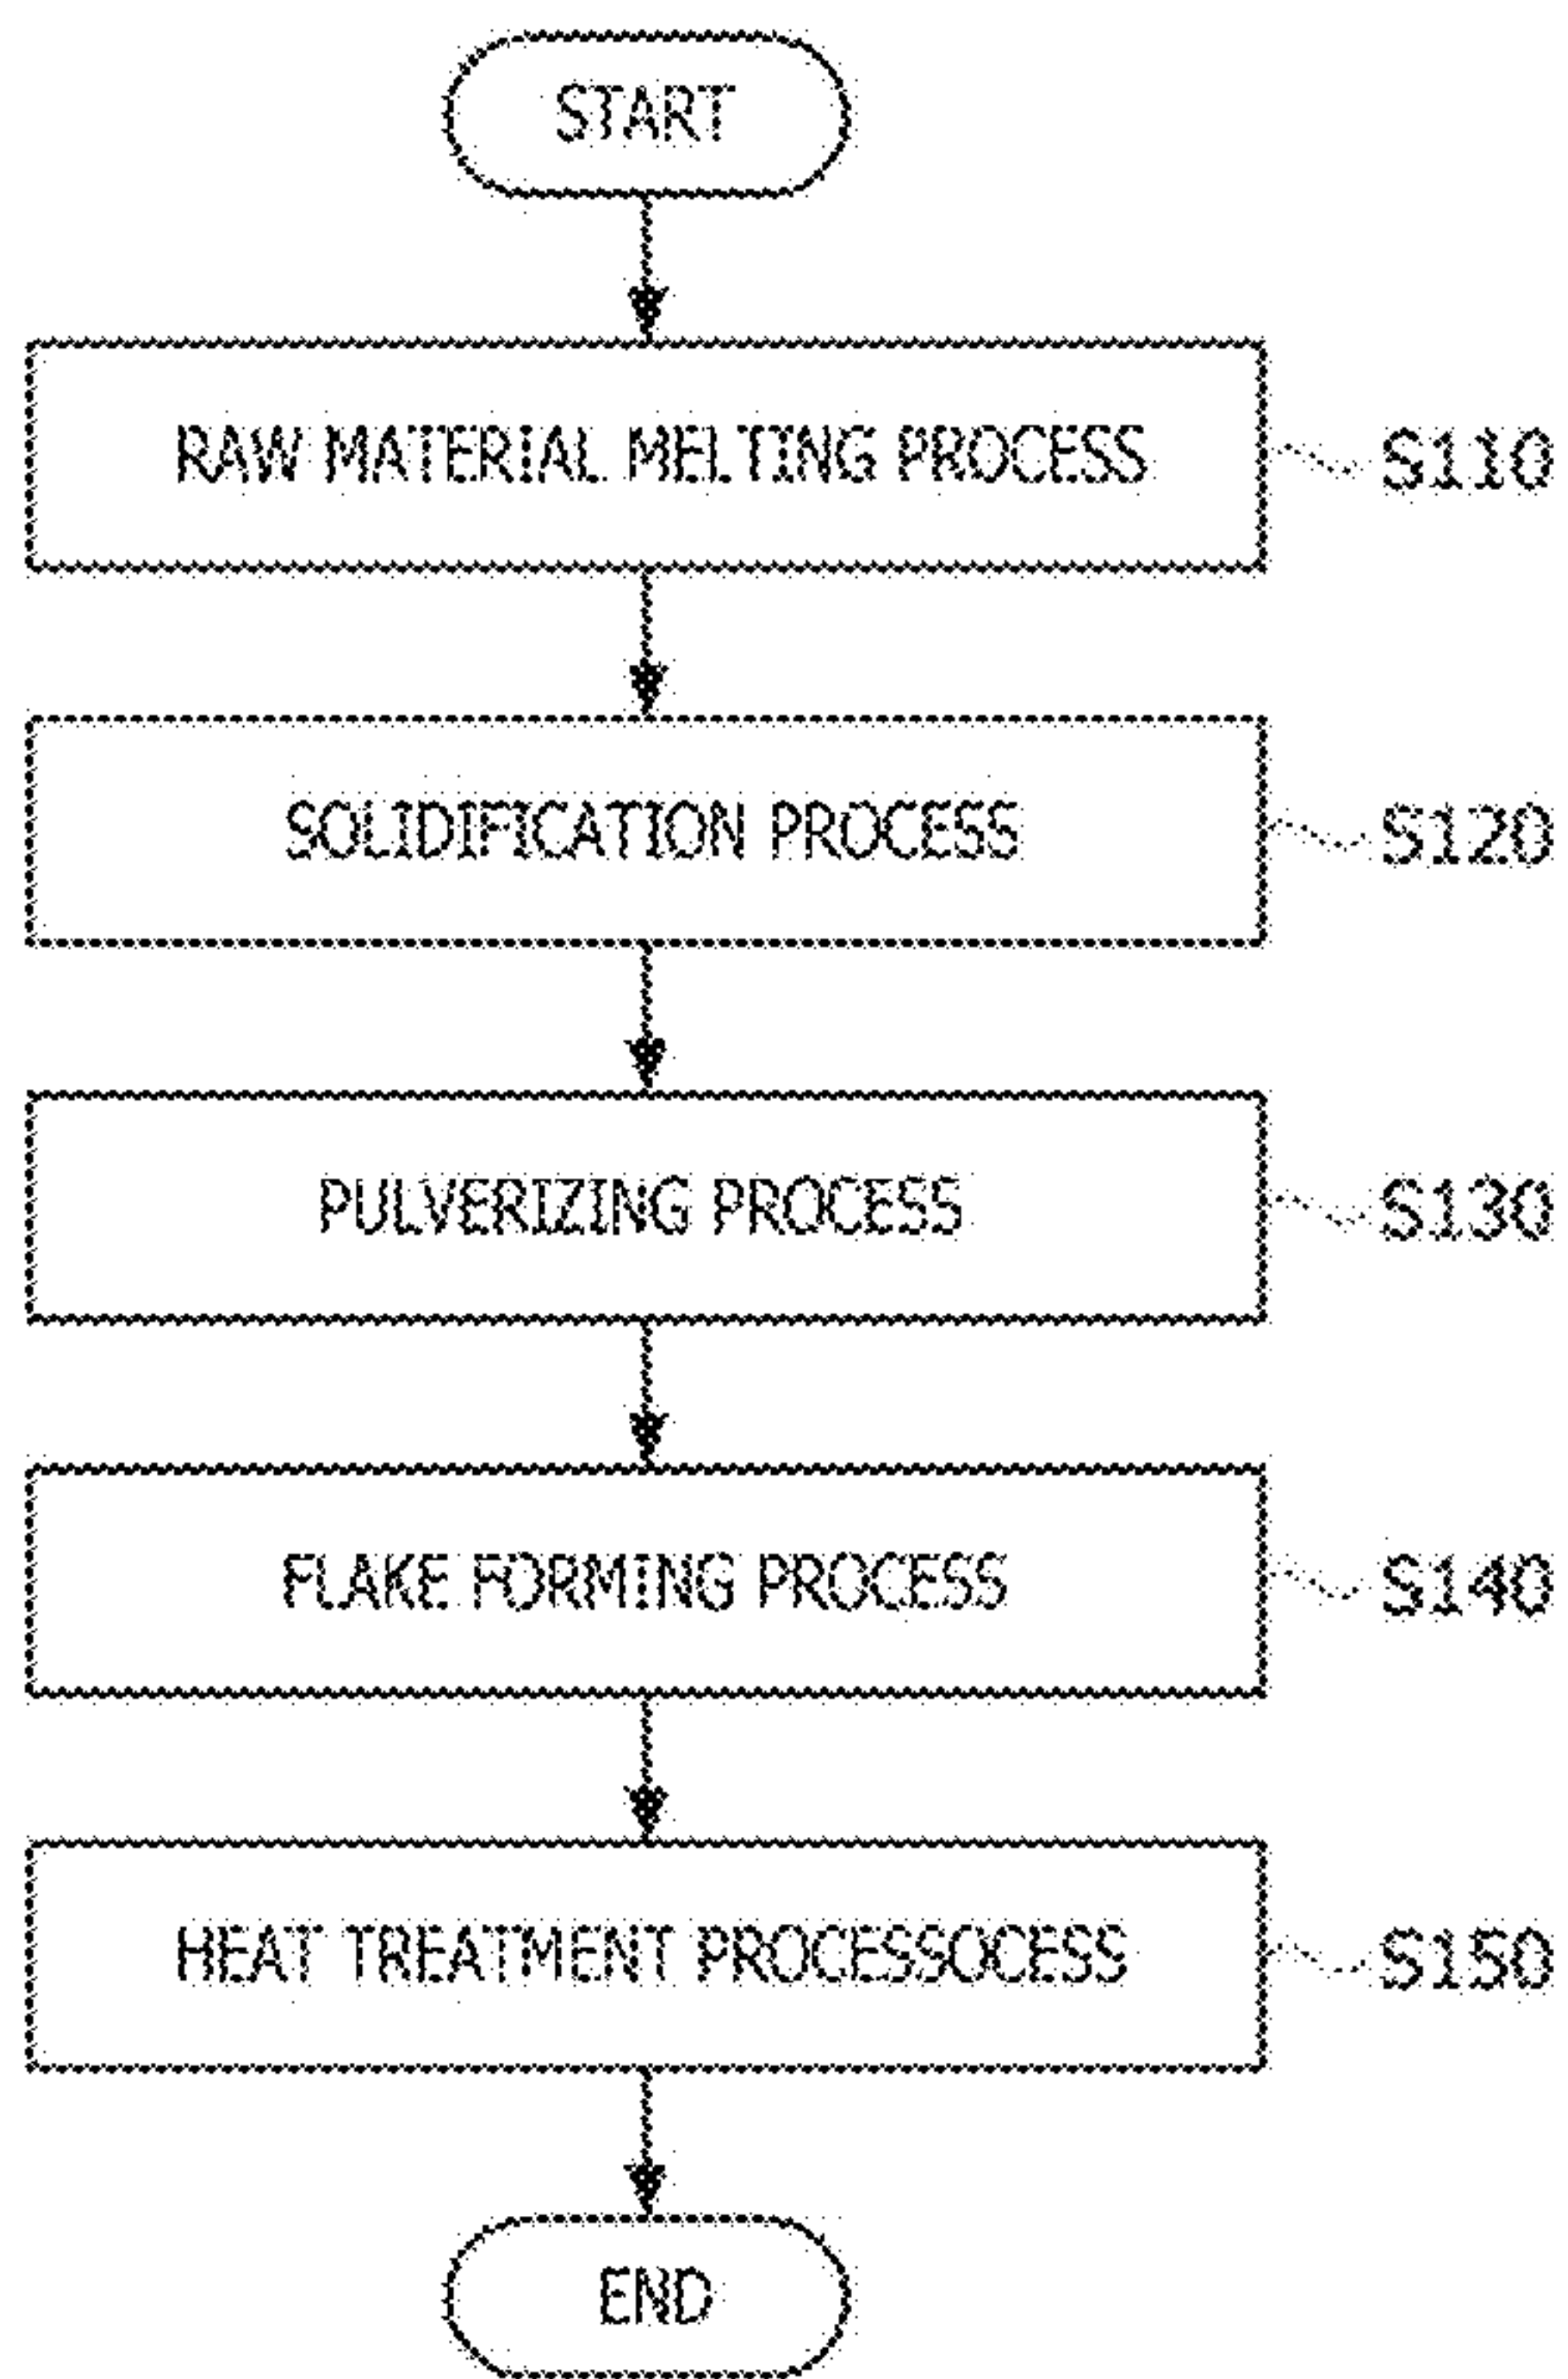 START
RAW MATERIAL MELTING PROCESS
S110
SOLIDIFICATION PROCESS
S120
PULVERIZING PROCESS
S130
FLAKE FORMING PROCESS
S140
HEAT TREATMENT PROCESSOCESS
S150
END